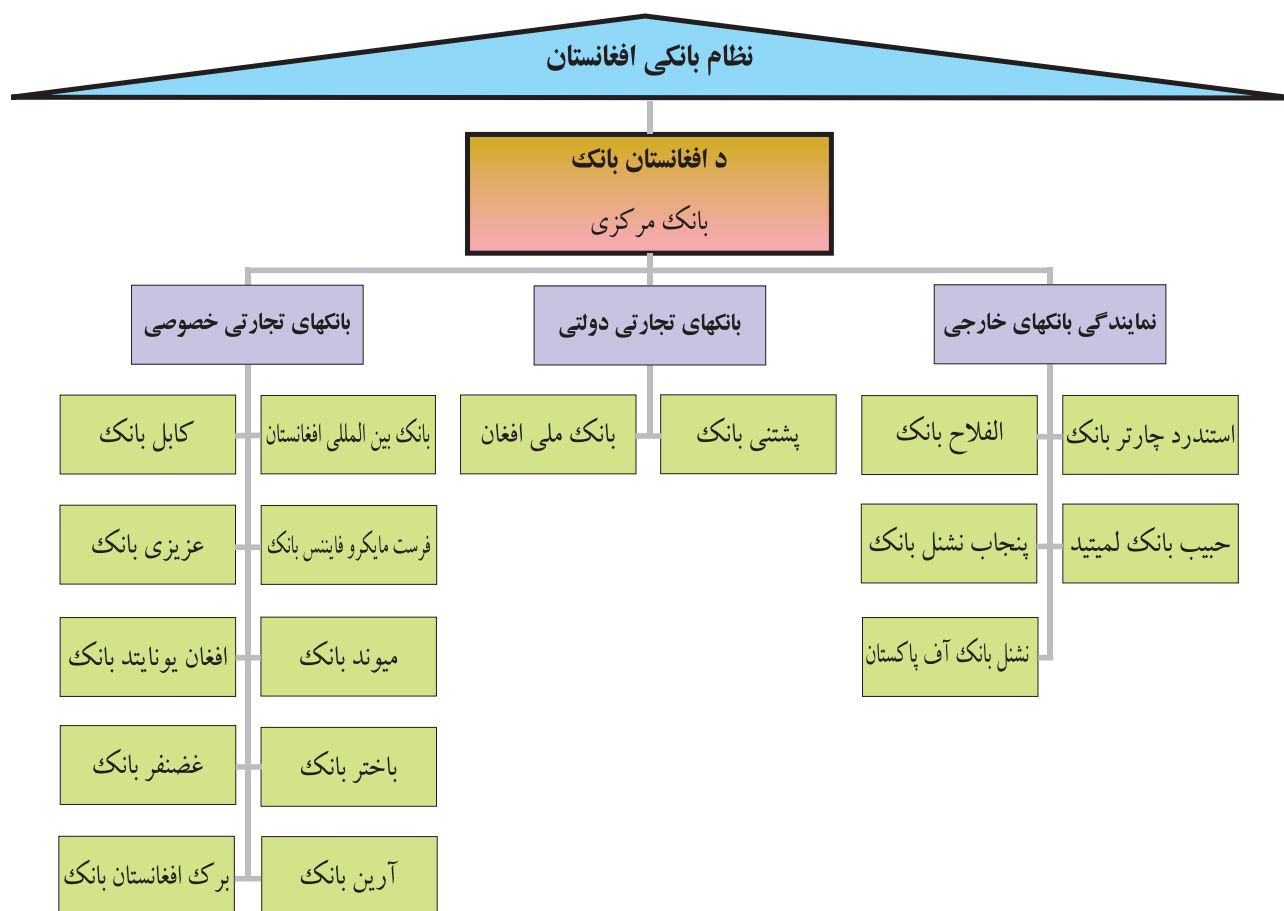 نظام بانکی افغانستان
د افغانستان بانک
بانک مرکزی
نمایندگی بانکهای خارجی
بانکهای تجارتی دولتی
بانکهای تجارتی خصوصی
استندرد چارتر بانک
الفلاح بانک
پشتنی بانک
بانک ملی افغان
بانک بین المللی افغانستان
کابل بانک
حبیب بانک لمیتید
پنجاب نشنل بانک
فرست مایکرو فایننس بانک
عزیزی بانک
نشنل بانک آف پاکستان
میوند بانک
افغان یونایتد بانک
باختر بانک
غضنفر بانک
آرین بانک
برک افغانستان بانک